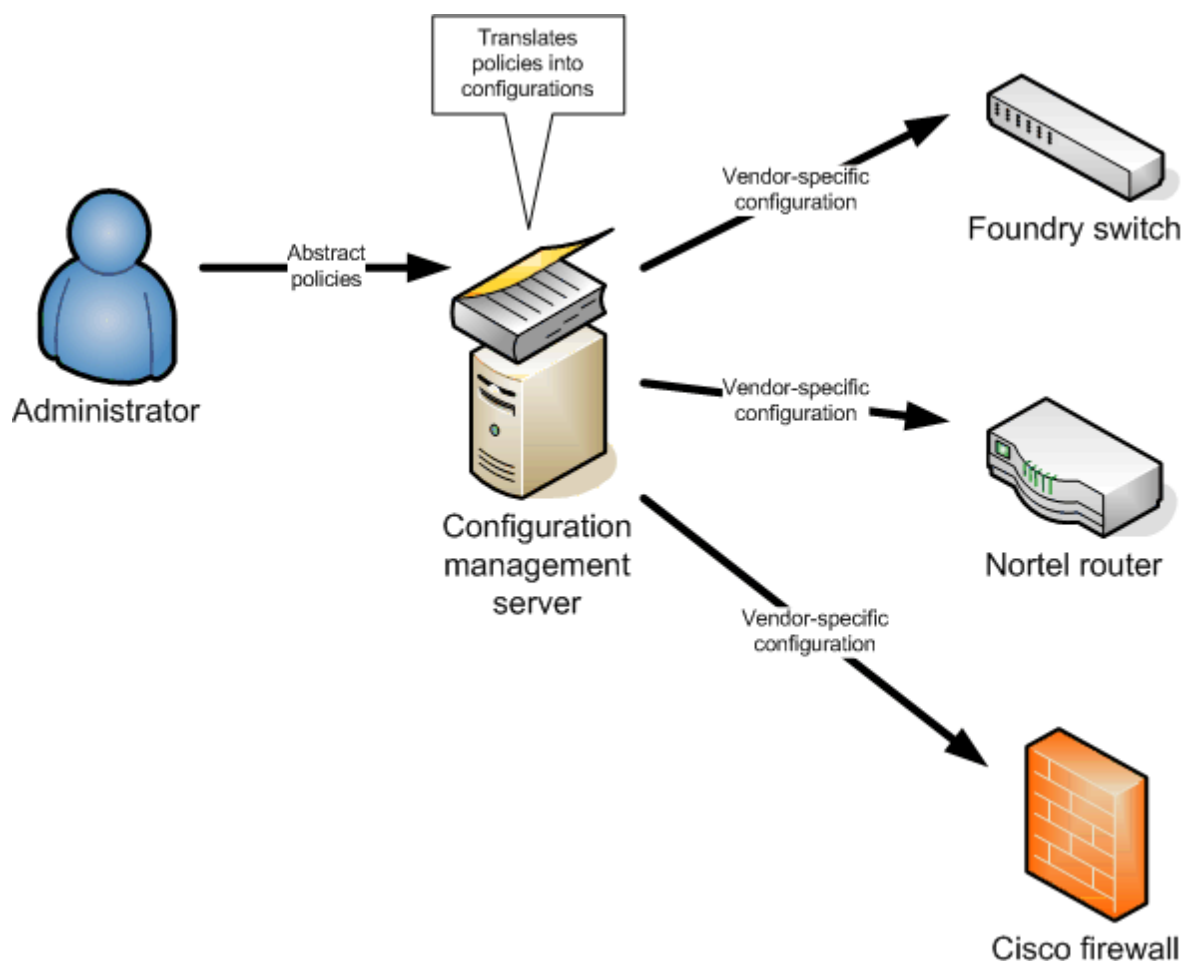 Translates
policies into
configurations
Vendor-specific
configuration
Foundry switch
Abstract
policies
Administrator
Vendor-specific
configuration
Configuration
management
server
Nortel router
Vendor-specific
configuration
Cisco firewall